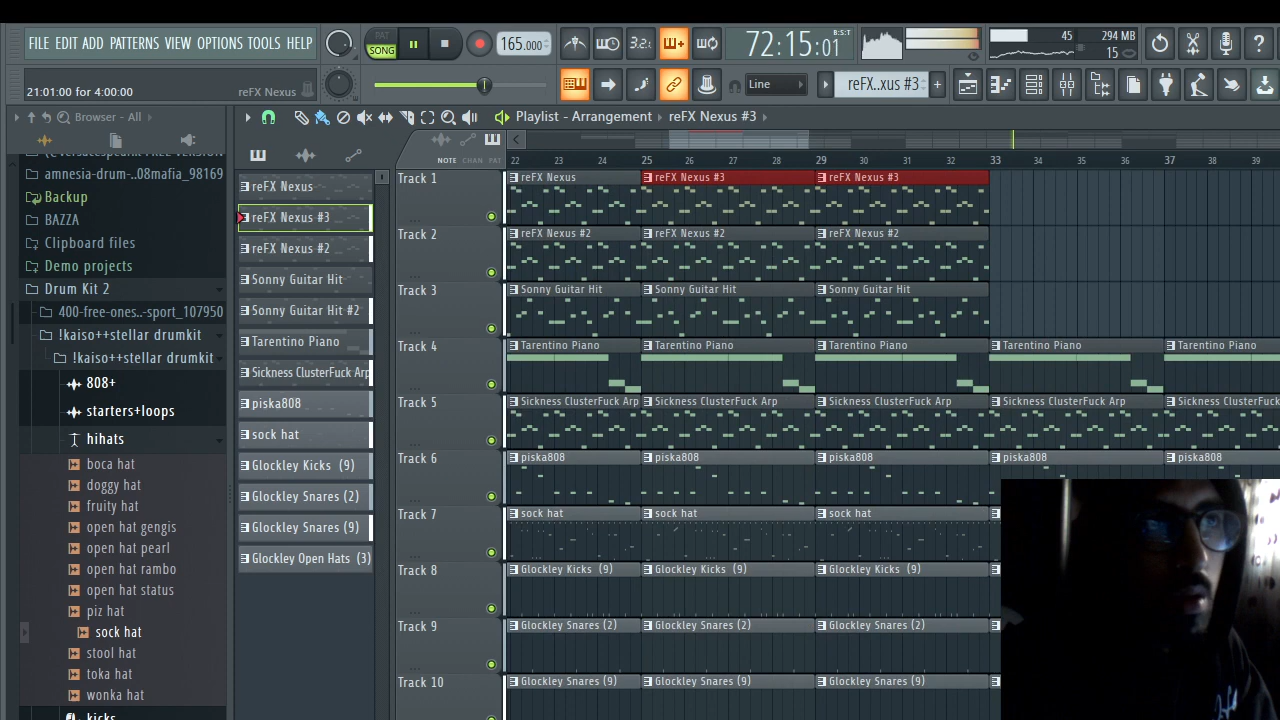 FILE EDIT ADD PATTERNS VIEW OPTIONS TOOLS HELP
PAT
SONG
165.000
3.2.
72:15:01
B:S:T
45
294 MB
15
21:01:00 for 4:00:00
reFX Nexus
Line
reFX..xus #3
Browser - All
Playlist - Arrangement › reFX Nexus #3 ›
NOTE CHAN PAT
22 23 24 25 26 27 28 29 30 31 32 33 34 35 36 37 38 39
amnesia-drum-..08mafia_98169
Backup
BAZZA
Clipboard files
Demo projects
Drum Kit 2
400-free-ones..-sport_107950
!kaiso++stellar drumkit
!kaiso++stellar drumkit
808+
starters+loops
hihats
boca hat
doggy hat
fruity hat
open hat gengis
open hat pearl
open hat rambo
open hat status
piz hat
sock hat
stool hat
toka hat
wonka hat
kicks
reFX Nexus
reFX Nexus #3
reFX Nexus #2
Sonny Guitar Hit
Sonny Guitar Hit #2
Tarentino Piano
Sickness ClusterFuck Arp
piska808
sock hat
Glockley Kicks (9)
Glockley Snares (2)
Glockley Snares (9)
Glockley Open Hats (3)
Track 1 reFX Nexus reFX Nexus #3 reFX Nexus #3
Track 2 reFX Nexus #2 reFX Nexus #2 reFX Nexus #2
Track 3 Sonny Guitar Hit Sonny Guitar Hit Sonny Guitar Hit
Track 4 Tarentino Piano Tarentino Piano Tarentino Piano Tarentino Piano Tarentino Piano
Track 5 Sickness ClusterFuck Arp Sickness ClusterFuck Arp Sickness ClusterFuck Arp Sickness ClusterFuck Arp Sickness ClusterFuck
Track 6 piska808 piska808 piska808 piska808 piska808
Track 7 sock hat sock hat sock hat
Track 8 Glockley Kicks (9) Glockley Kicks (9) Glockley Kicks (9)
Track 9 Glockley Snares (2) Glockley Snares (2) Glockley Snares (2)
Track 10 Glockley Snares (9) Glockley Snares (9) Glockley Snares (9)